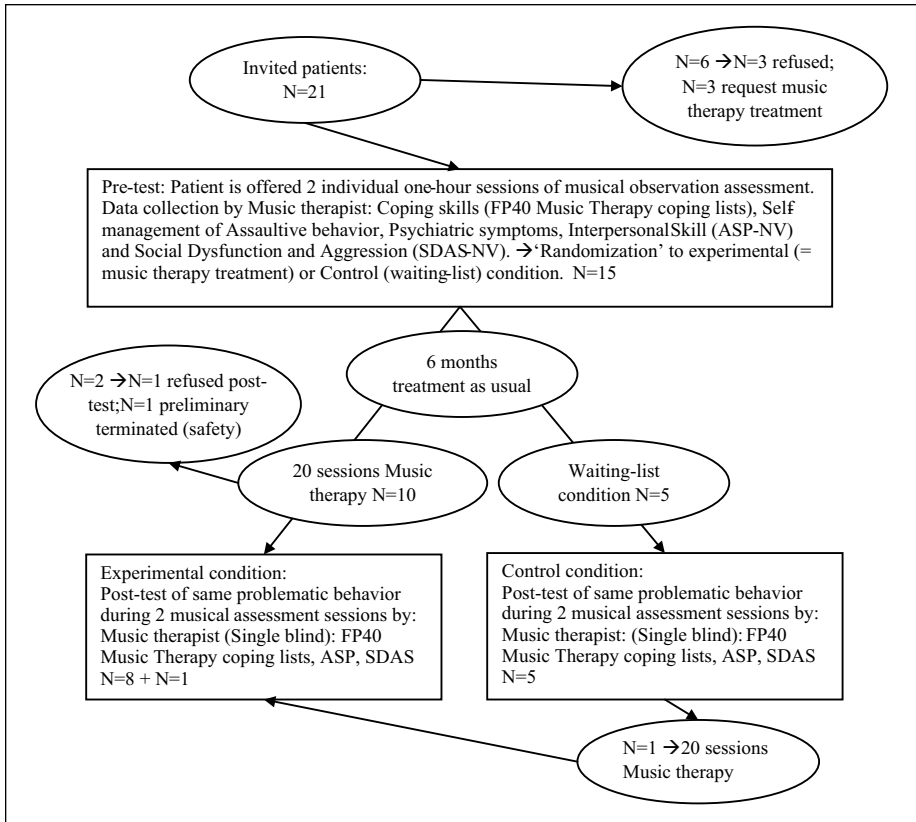 Invited patients:
N=21
N=6 →N=3 refused;
N=3 request music
therapy treatment
Pre-test: Patient is offered 2 individual one-hour sessions of musical observation assessment.
Data collection by Music therapist: Coping skills (FP40 Music Therapy coping lists), Self-
management of Assaultive behavior, Psychiatric symptoms, Interpersonal Skill (ASP-NV)
and Social Dysfunction and Aggression (SDAS-NV). →‘Randomization’ to experimental (=
music therapy treatment) or Control (waiting-list) condition. N=15
6 months
treatment as usual
N=2 →N=1 refused post-
test;N=1 preliminary
terminated (safety)
20 sessions Music
therapy N=10
Waiting-list
condition N=5
Experimental condition:
Post-test of same problematic behavior
during 2 musical assessment sessions by:
Music therapist (Single blind): FP40
Music Therapy coping lists, ASP, SDAS
N=8 + N=1
Control condition:
Post-test of same problematic behavior
during 2 musical assessment sessions by:
Music therapist: (Single blind): FP40
Music Therapy coping lists, ASP, SDAS
N=5
N=1 →20 sessions
Music therapy